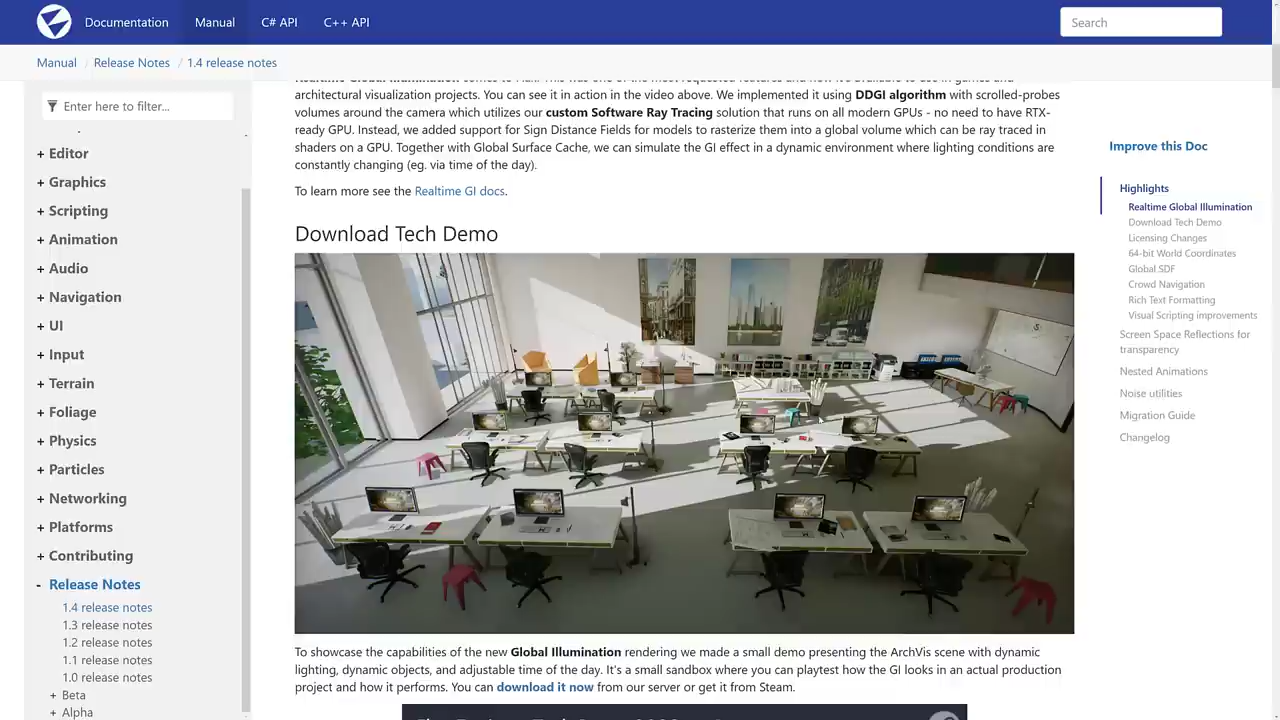 Documentation
Manual
C# API
C++ API
Search
Manual / Release Notes / 1.4 release notes
Enter here to filter...
+ Editor
+ Graphics
+ Scripting
+ Animation
+ Audio
+ Navigation
+ UI
+ Input
+ Terrain
+ Foliage
+ Physics
+ Particles
+ Networking
+ Platforms
+ Contributing
- Release Notes
1.4 release notes
1.3 release notes
1.2 release notes
1.1 release notes
1.0 release notes
+ Beta
+ Alpha
architectural visualization projects. You can see it in action in the video above. We implemented it using DDGI algorithm with scrolled-probes
volumes around the camera which utilizes our custom Software Ray Tracing solution that runs on all modern GPUs - no need to have RTX-
ready GPU. Instead, we added support for Sign Distance Fields for models to rasterize them into a global volume which can be ray traced in
shaders on a GPU. Together with Global Surface Cache, we can simulate the GI effect in a dynamic environment where lighting conditions are
constantly changing (eg. via time of the day).
To learn more see the Realtime GI docs.
Download Tech Demo
To showcase the capabilities of the new Global Illumination rendering we made a small demo presenting the ArchVis scene with dynamic
lighting, dynamic objects, and adjustable time of the day. It's a small sandbox where you can playtest how the GI looks in an actual production
project and how it performs. You can download it now from our server or get it from Steam.
Improve this Doc
Highlights
Realtime Global Illumination
Download Tech Demo
Licensing Changes
64-bit World Coordinates
Global SDF
Crowd Navigation
Rich Text Formatting
Visual Scripting improvements
Screen Space Reflections for
transparency
Nested Animations
Noise utilities
Migration Guide
Changelog